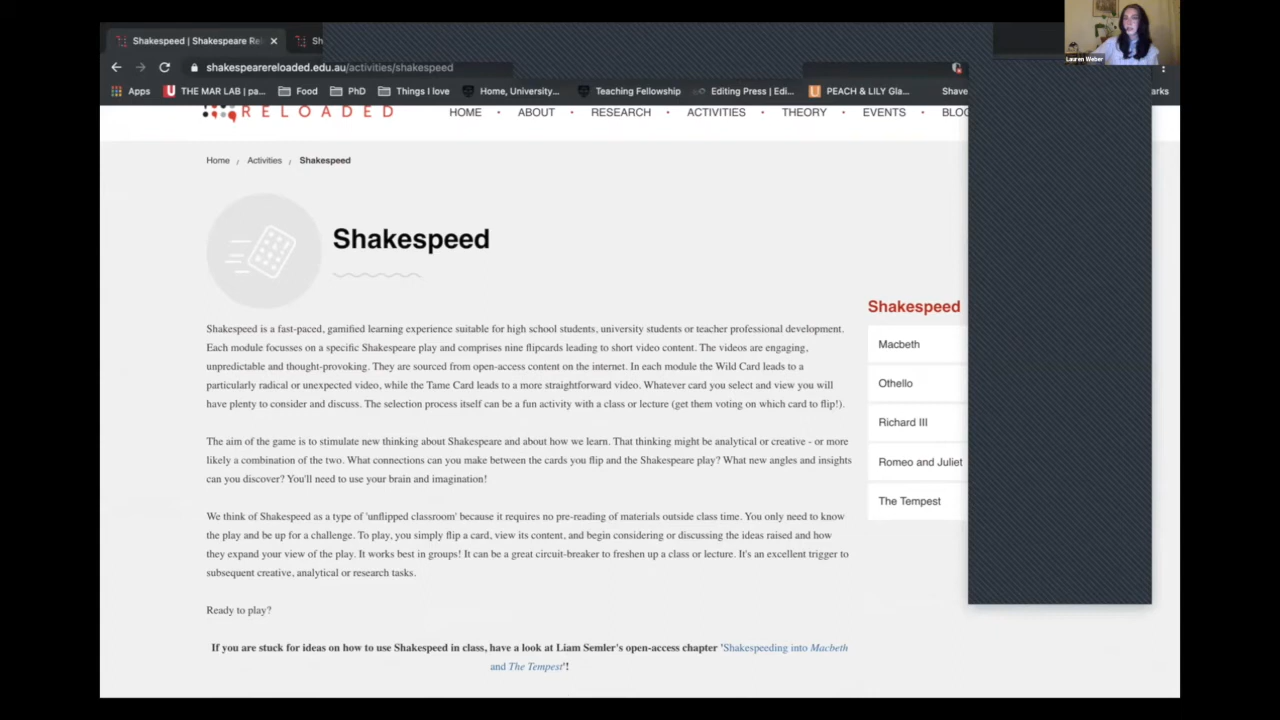 Shakespeed | Shakespeare Re
Sh
Lauren Weber
shakespearereloaded.edu.au/activities/shakespeed
Apps
THE MAR LAB | pa...
Food
PhD
Things I love
Home, University...
Teaching Fellowship
Editing Press | Edi...
PEACH & LILY Gla...
Shave
RELOADED
HOME
ABOUT
RESEARCH
ACTIVITIES
THEORY
EVENTS
Home / Activities / Shakespeed
Shakespeed
Shakespeed is a fast-paced, gamified learning experience suitable for high school students, university students or teacher professional development.
Each module focusses on a specific Shakespeare play and comprises nine flipcards leading to short video content. The videos are engaging,
unpredictable and thought-provoking. They are sourced from open-access content on the internet. In each module the Wild Card leads to a
particularly radical or unexpected video, while the Tame Card leads to a more straightforward video. Whatever card you select and view you will
have plenty to consider and discuss. The selection process itself can be a fun activity with a class or lecture (get them voting on which card to flip!).
The aim of the game is to stimulate new thinking about Shakespeare and about how we learn. That thinking might be analytical or creative - or more
likely a combination of the two. What connections can you make between the cards you flip and the Shakespeare play? What new angles and insights
can you discover? You'll need to use your brain and imagination!
We think of Shakespeed as a type of 'unflipped classroom' because it requires no pre-reading of materials outside class time. You only need to know
the play and be up for a challenge. To play, you simply flip a card, view its content, and begin considering or discussing the ideas raised and how
they expand your view of the play. It works best in groups! It can be a great circuit-breaker to freshen up a class or lecture. It's an excellent trigger to
subsequent creative, analytical or research tasks.
Ready to play?
If you are stuck for ideas on how to use Shakespeed in class, have a look at Liam Semler's open-access chapter 'Shakespeeding into Macbeth
and The Tempest'!
Shakespeed
Macbeth
Othello
Richard III
Romeo and Juliet
The Tempest